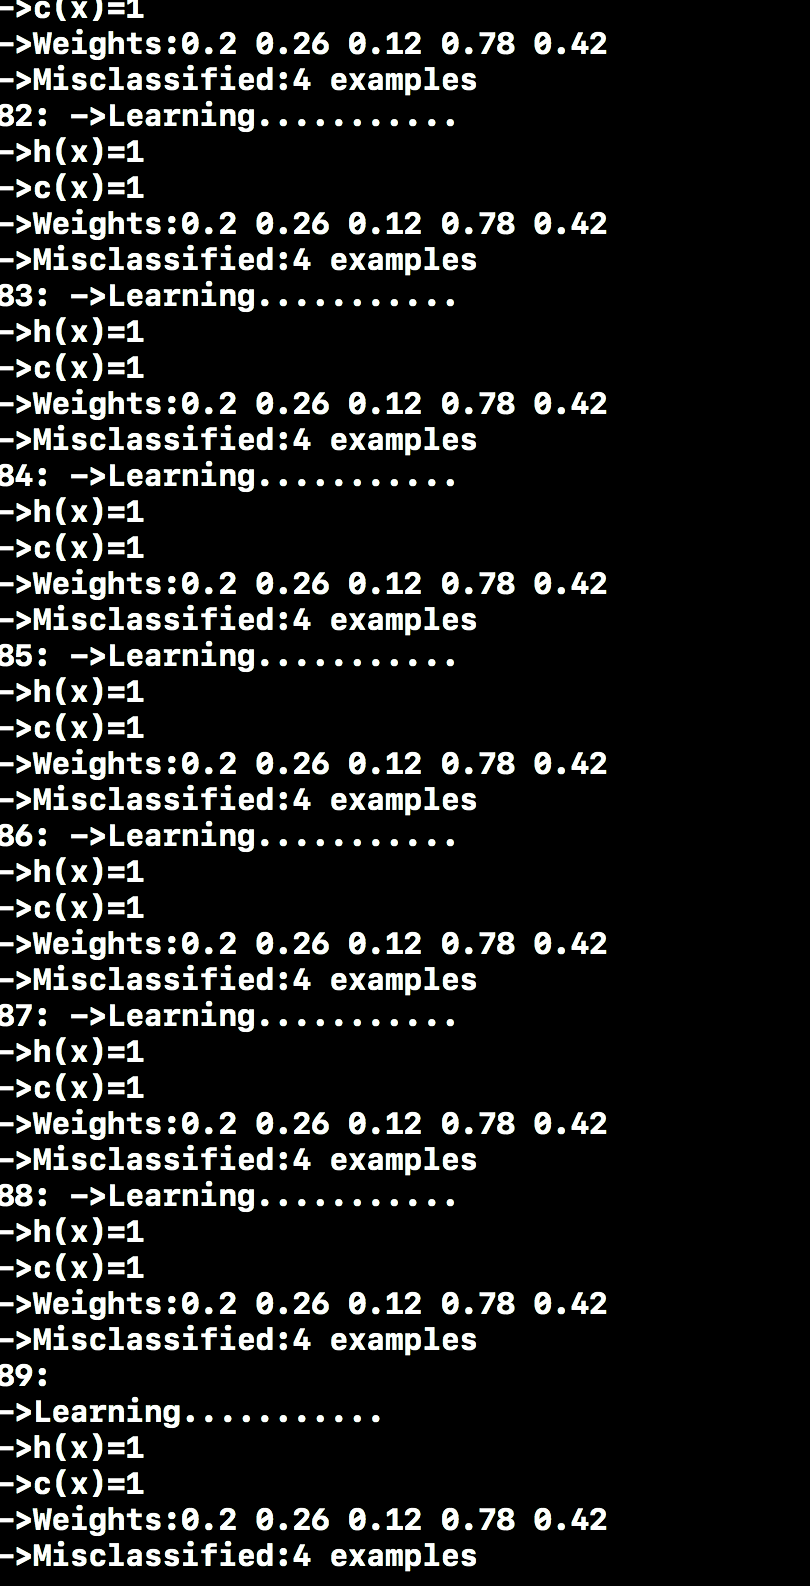 ->c(x)=1
->Weights:0.2 0.26 0.12 0.78 0.42
->Misclassified:4 examples
82: ->Learning...........
->h(x)=1
->c(x)=1
->Weights:0.2 0.26 0.12 0.78 0.42
->Misclassified:4 examples
83: ->Learning...........
->h(x)=1
->c(x)=1
->Weights:0.2 0.26 0.12 0.78 0.42
->Misclassified:4 examples
84: ->Learning...........
->h(x)=1
->c(x)=1
->Weights:0.2 0.26 0.12 0.78 0.42
->Misclassified:4 examples
85: ->Learning...........
->h(x)=1
->c(x)=1
->Weights:0.2 0.26 0.12 0.78 0.42
->Misclassified:4 examples
86: ->Learning...........
->h(x)=1
->c(x)=1
->Weights:0.2 0.26 0.12 0.78 0.42
->Misclassified:4 examples
87: ->Learning...........
->h(x)=1
->c(x)=1
->Weights:0.2 0.26 0.12 0.78 0.42
->Misclassified:4 examples
88: ->Learning...........
->h(x)=1
->c(x)=1
->Weights:0.2 0.26 0.12 0.78 0.42
->Misclassified:4 examples
89:
->Learning...........
->h(x)=1
->c(x)=1
->Weights:0.2 0.26 0.12 0.78 0.42
->Misclassified:4 examples